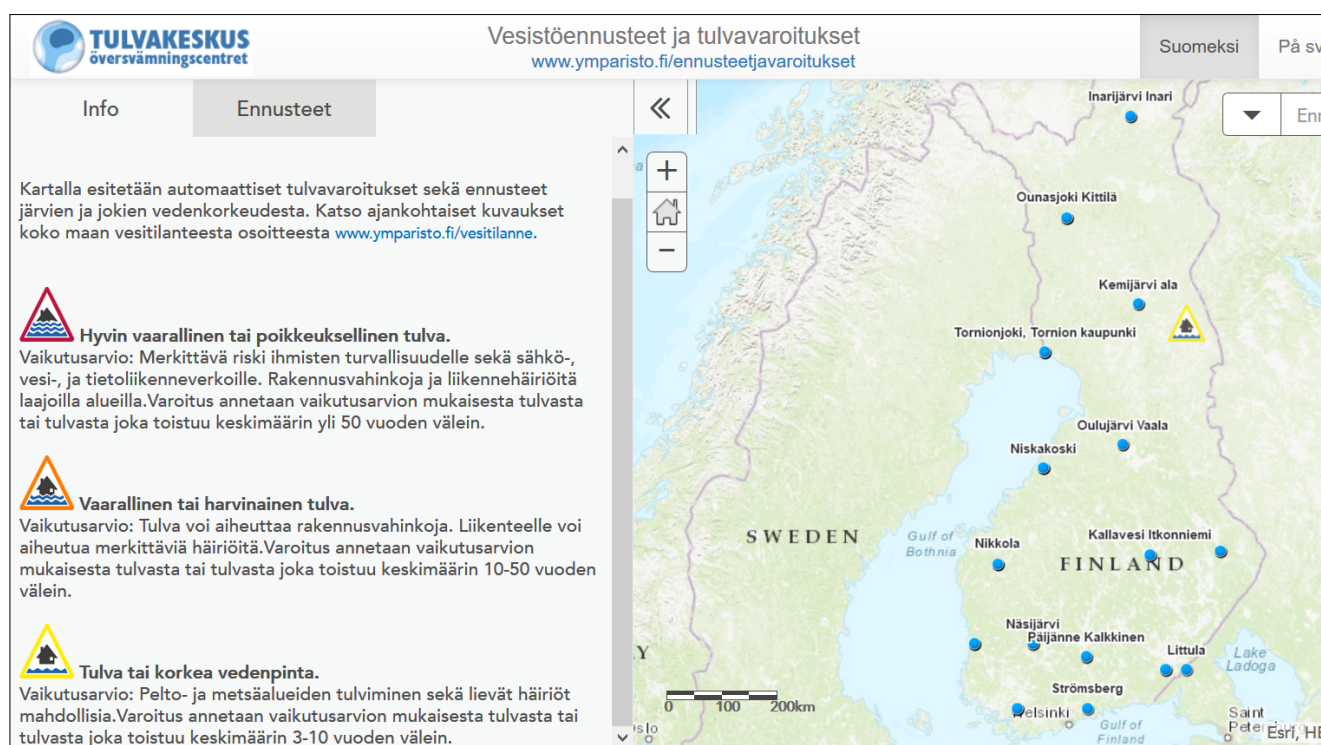 TULVAKESKUS
översvämningscentret
Vesistöennusteet ja tulvavaroitukset
www.ymparisto.fi/ennusteetjavaroitukset
Suomeksi
På sv
Info
Ennusteet
Enn
Kartalla esitetään automaattiset tulvavaroitukset sekä ennusteet
järvien ja jokien vedenkorkeudesta. Katso ajankohtaiset kuvaukset
koko maan vesitilanteesta osoitteesta www.ymparisto.fi/vesitilanne.
Hyvin vaarallinen tai poikkeuksellinen tulva.
Vaikutusarvio: Merkittävä riski ihmisten turvallisuudelle sekä sähkö-,
vesi-, ja tietoliikenneverkoille. Rakennusvahinkoja ja liikennehäiriöitä
laajoilla alueilla.Varoitus annetaan vaikutusarvion mukaisesta tulvasta
tai tulvasta joka toistuu keskimäärin yli 50 vuoden välein.
Vaarallinen tai harvinainen tulva.
Vaikutusarvio: Tulva voi aiheuttaa rakennusvahinkoja. Liikenteelle voi
aiheutua merkittäviä häiriöitä.Varoitus annetaan vaikutusarvion
mukaisesta tulvasta tai tulvasta joka toistuu keskimäärin 10-50 vuoden
välein.
Tulva tai korkea vedenpinta.
Vaikutusarvio: Pelto- ja metsäalueiden tulviminen sekä lievät häiriöt
mahdollisia.Varoitus annetaan vaikutusarvion mukaisesta tulvasta tai
tulvasta joka toistuu keskimäärin 3-10 vuoden välein.
Inarijärvi Inari
Ounasjoki Kittilä
Kemijärvi ala
Tornionjoki, Tornion kaupunki
Oulujärvi Vaala
Niskakoski
SWEDEN
Gulf of
Bothnia
Nikkola
Kallavesi Itkonniemi
FINLAND
Näsijärvi
Päijänne Kalkkinen
Littula
Lake
Ladoga
Strömsberg
Helsinki
Gulf of
Finland
Saint
0 100 200km
Esri, HE